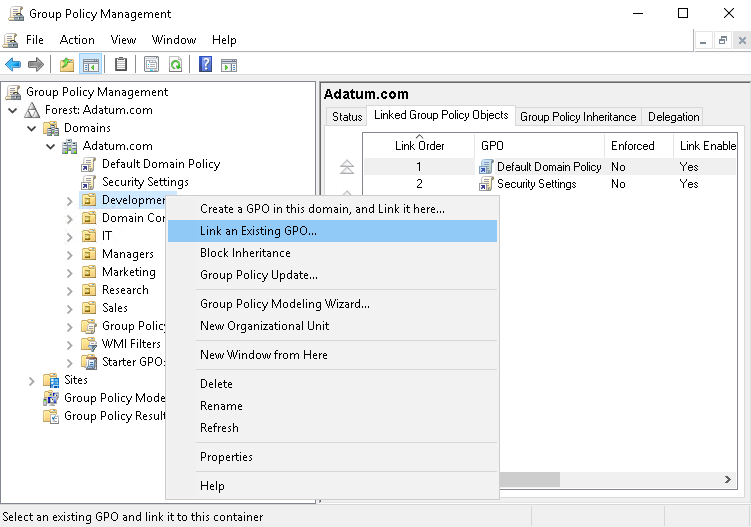 Group Policy Management
File Action View Window Help
Group Policy Management
Forest: Adatum.com
Domains
Adatum.com
Default Domain Policy
Security Settings
Developmen
Domain Con
IT
Managers
Marketing
Research
Sales
Group Policy
WMI Filters
Starter GPO
Sites
Group Policy Mode
Group Policy Result
Create a GPO in this domain, and Link it here...
Link an Existing GPO...
Block Inheritance
Group Policy Update...
Group Policy Modeling Wizard...
New Organizational Unit
New Window from Here
Delete
Rename
Refresh
Properties
Help
Adatum.com
Status Linked Group Policy Objects Group Policy Inheritance Delegation
Link Order GPO Enforced Link Enable
1 Default Domain Policy No Yes
2 Security Settings No Yes
Select an existing GPO and link it to this container